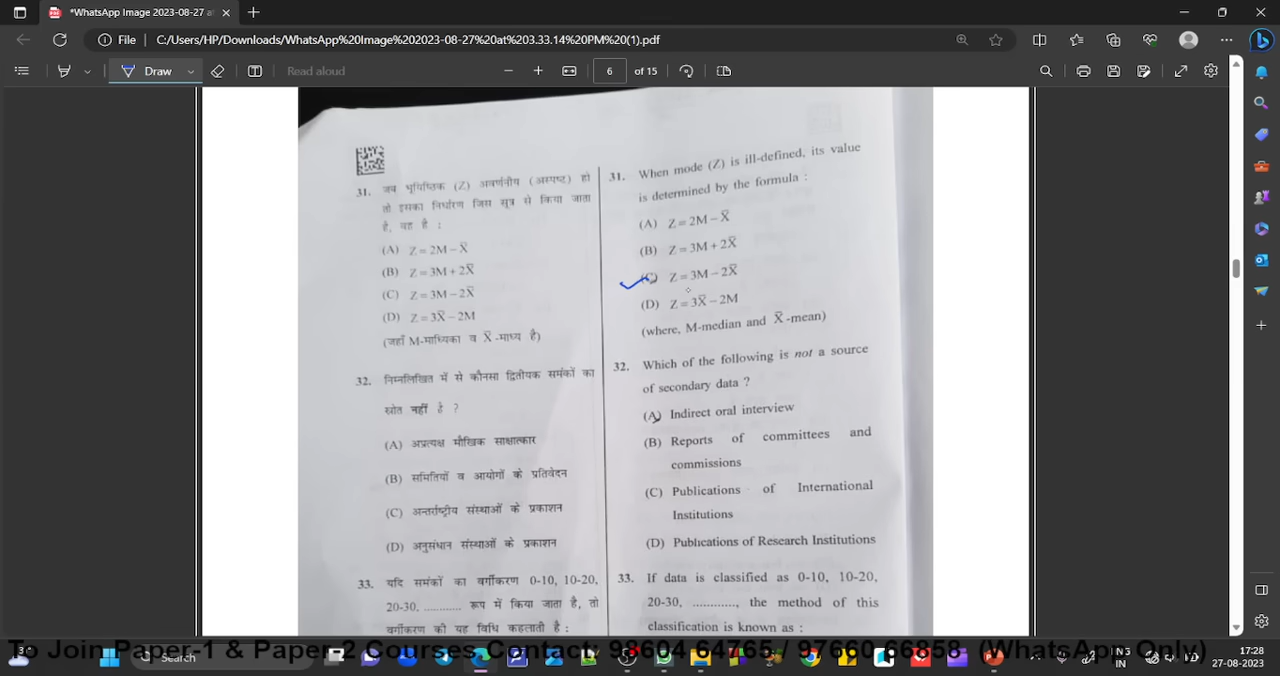 *WhatsApp Image 2023-08-27 at
File
C:/Users/HP/Downloads/WhatsApp%20Image%202023-08-27%20at%203.33.14%20PM%20(1).pdf
Draw
Read aloud
6
of 15
31. जब भूयिष्ठिक (Z) अवर्णनीय (अस्पष्ट) हो
तो इसका निर्धारण जिस सूत्र से किया जाता
है, वह है :
(A) Z = 2M – X̄
(B) Z = 3M + 2X̄
(C) Z = 3M – 2X̄
(D) Z = 3X̄ – 2M
(जहाँ M-माध्यिका व X̄ -माध्य है)
32. निम्नलिखित में से कौनसा द्वितीयक समंकों का
स्रोत नहीं है ?
(A) अप्रत्यक्ष मौखिक साक्षात्कार
(B) समितियों व आयोगों के प्रतिवेदन
(C) अन्तर्राष्ट्रीय संस्थाओं के प्रकाशन
(D) अनुसंधान संस्थाओं के प्रकाशन
33. यदि समंकों का वर्गीकरण 0-10, 10-20,
20-30, ............ रूप में किया जाता है, तो
वर्गीकरण की यह विधि कहलाती है :
31. When mode (Z) is ill-defined, its value
is determined by the formula :
(A) Z = 2M – X̄
(B) Z = 3M + 2X̄
(C) Z = 3M – 2X̄
(D) Z = 3X̄ – 2M
(where, M-median and X̄ -mean)
32. Which of the following is not a source
of secondary data ?
(A) Indirect oral interview
(B) Reports of committees and
commissions
(C) Publications of International
Institutions
(D) Publications of Research Institutions
33. If data is classified as 0-10, 10-20,
20-30, ............, the method of this
classification is known as :
To Join Paper-1 & Paper-2 Courses Contact: 98604 64765 / 97660 66858 (WhatsApp Only)
Search
ENG
IN
17:28
27-08-2023